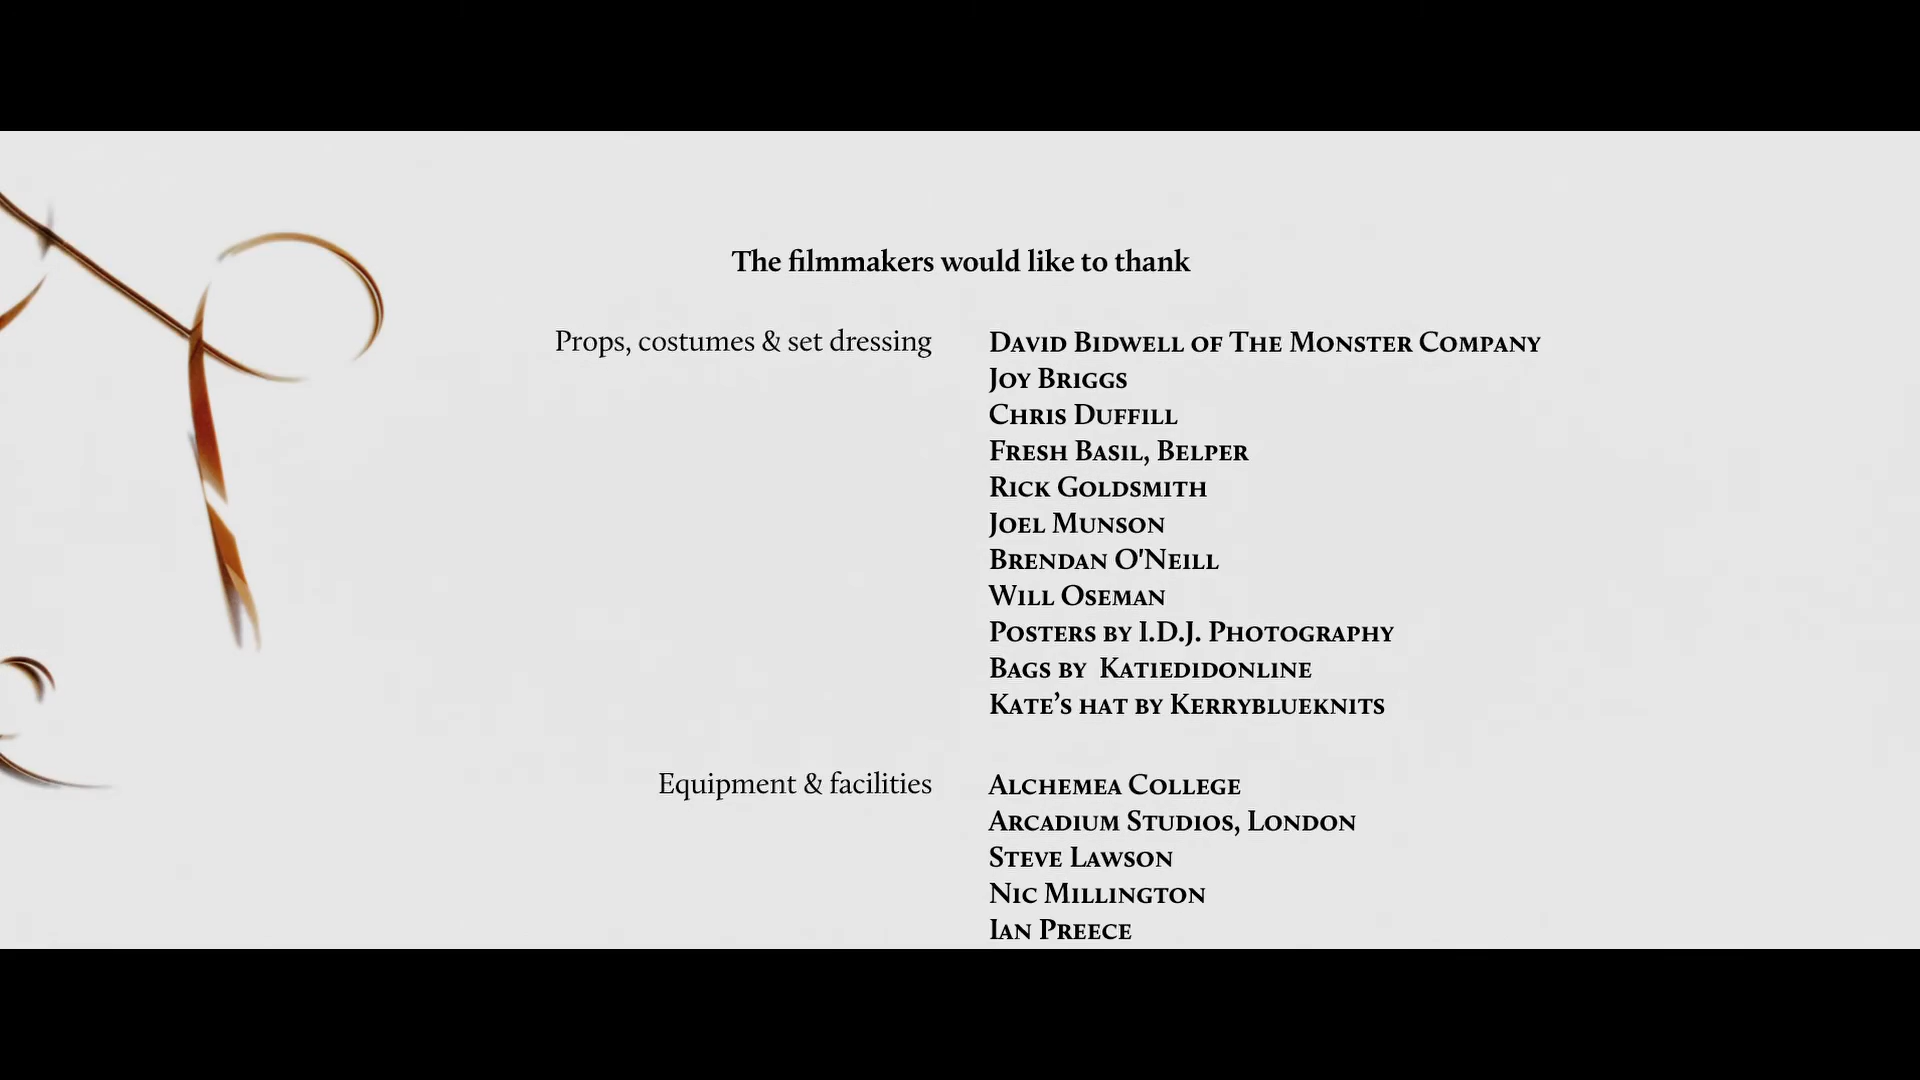 The filmmakers would like to thank
Props, costumes & set dressing David Bidwell of The Monster Company
Joy Briggs
Chris Duffill
Fresh Basil, Belper
Rick Goldsmith
Joel Munson
Brendan O'Neill
Will Oseman
Posters by I.D.J. Photography
Bags by  Katiedidonline
Kate’s hat by Kerryblueknits
Equipment & facilities Alchemea College
Arcadium Studios, London
Steve Lawson
Nic Millington
Ian Preece